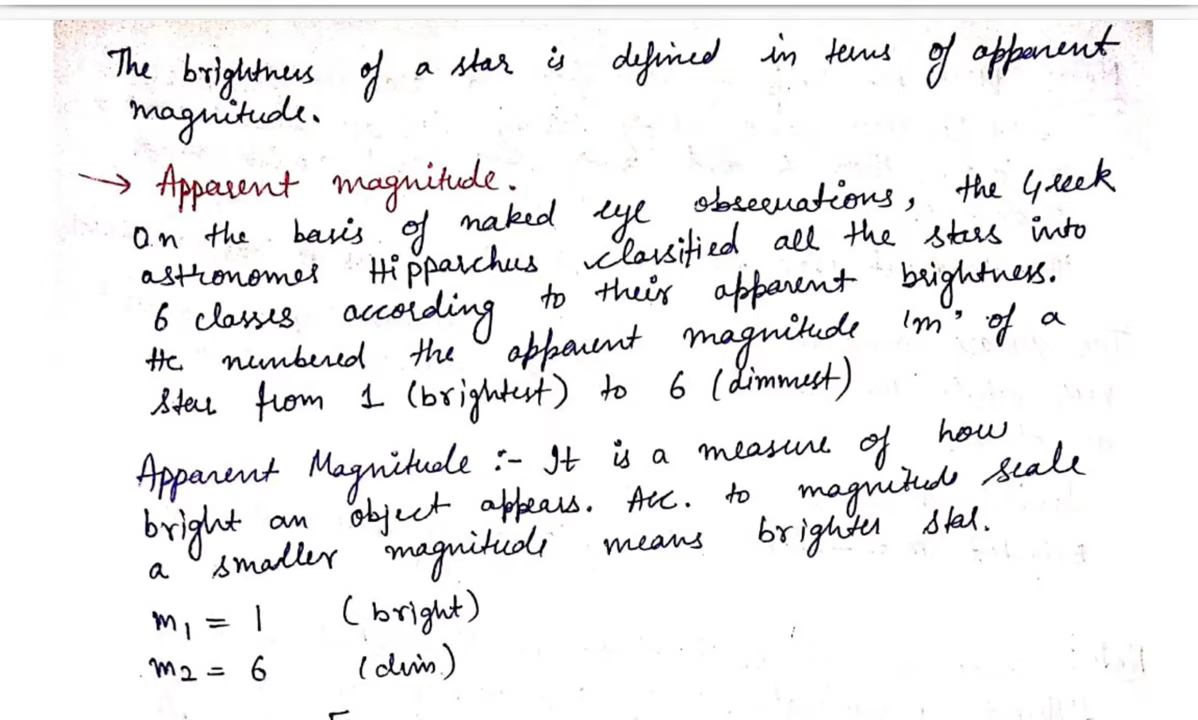 The brightness of a star is defined in terms of apparent
magnitude.
→ Apparent magnitude.
On the basis of naked eye observations, the Greek
astronomer Hipparchus classified all the stars into
6 classes according to their apparent brightness.
He numbered the apparent magnitude 'm' of a
star from 1 (brightest) to 6 (dimmest)
Apparent Magnitude :- It is a measure of how
bright an object appears. Acc. to magnitude scale
a smaller magnitude means brighter star.
m₁ = 1 (bright)
m₂ = 6 (dim)